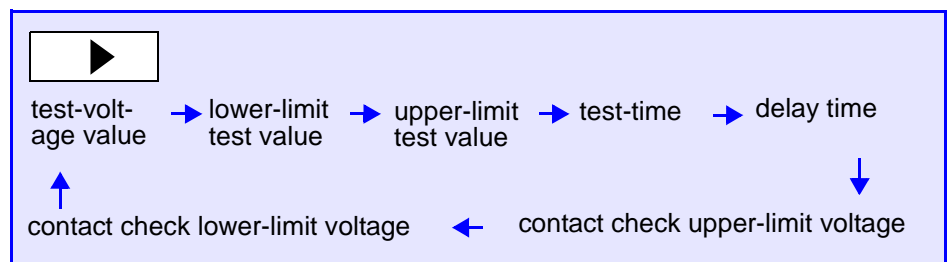 test-volt-
age value
lower-limit
test value
upper-limit
test value
test-time
delay time
contact check lower-limit voltage
contact check upper-limit voltage